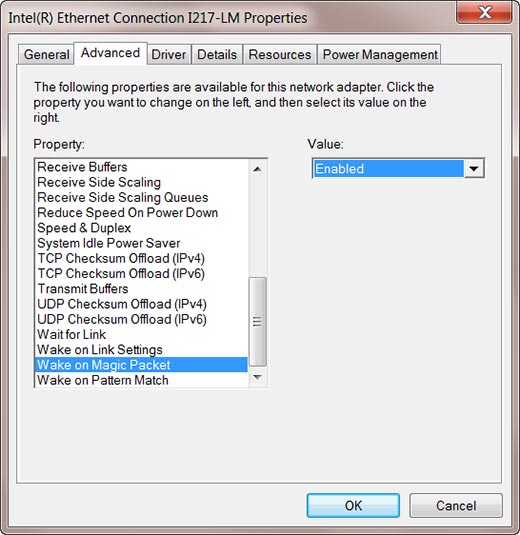 Intel(R) Ethernet Connection I217-LM Properties
General Advanced Driver Details Resources Power Management
The following properties are available for this network adapter. Click the
property you want to change on the left, and then select its value on the
right.
Property: Value:
Receive Buffers Enabled
Receive Side Scaling
Receive Side Scaling Queues
Reduce Speed On Power Down
Speed & Duplex
System Idle Power Saver
TCP Checksum Offload (IPv4)
TCP Checksum Offload (IPv6)
Transmit Buffers
UDP Checksum Offload (IPv4)
UDP Checksum Offload (IPv6)
Wait for Link
Wake on Link Settings
Wake on Magic Packet
Wake on Pattern Match
OK Cancel